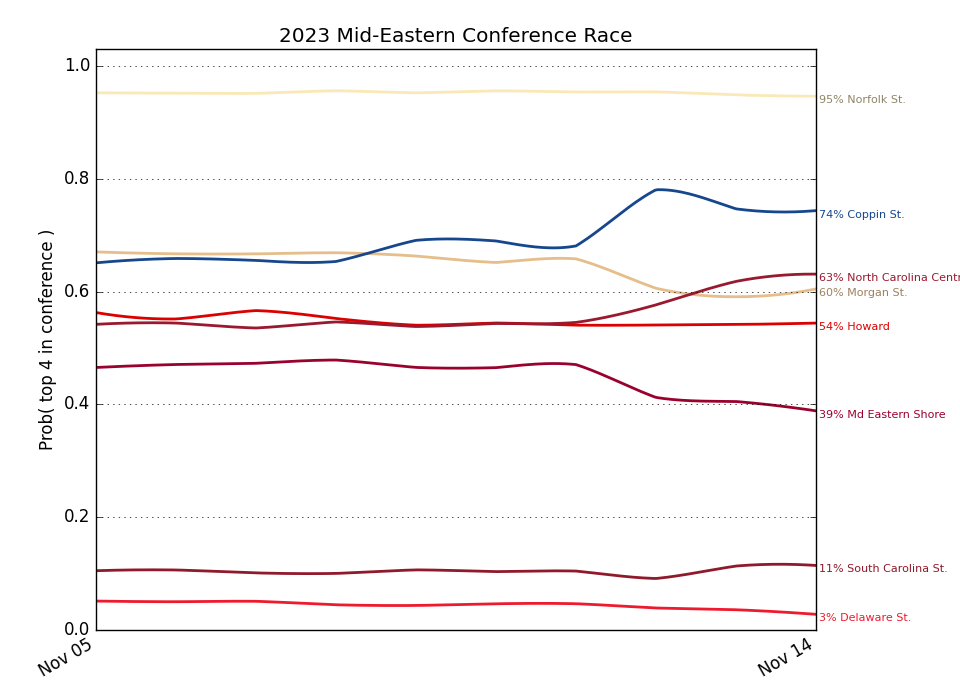 2023 Mid-Eastern Conference Race
1.0
0.8
0.6
0.4
0.2
0.0
Prob( top 4 in conference )
Nov 05
Nov 14
95% Norfolk St.
74% Coppin St.
63% North Carolina Centr
60% Morgan St.
54% Howard
39% Md Eastern Shore
11% South Carolina St.
3% Delaware St.